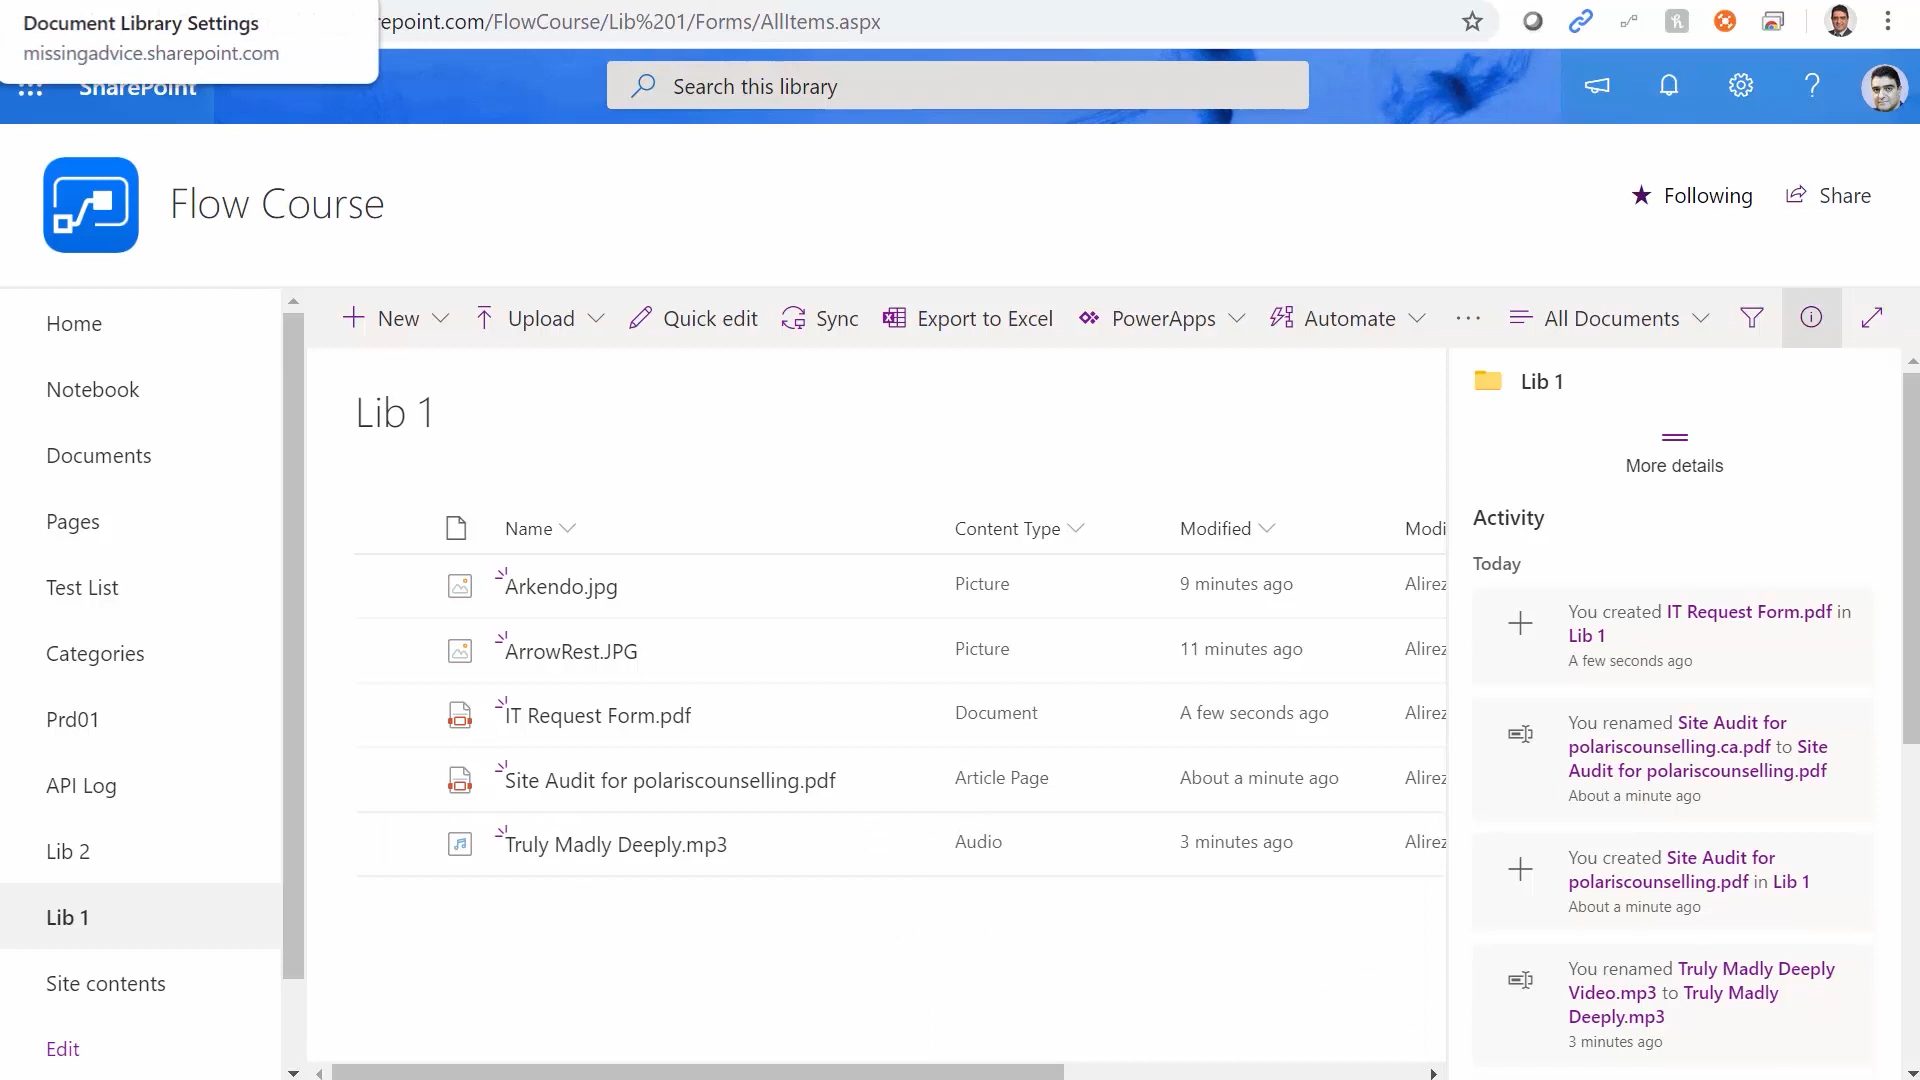 Document Library Settings
missingadvice.sharepoint.com
repoint.com/FlowCourse/Lib%201/Forms/AllItems.aspx
SharePoint
Search this library
Flow Course
Following
Share
Home
Notebook
Documents
Pages
Test List
Categories
Prd01
API Log
Lib 2
Lib 1
Site contents
Edit
New
Upload
Quick edit
Sync
Export to Excel
PowerApps
Automate
All Documents
Lib 1
Name Content Type Modified Modi
Arkendo.jpg Picture 9 minutes ago Alirez
ArrowRest.JPG Picture 11 minutes ago Alirez
IT Request Form.pdf Document A few seconds ago Alirez
Site Audit for polariscounselling.pdf Article Page About a minute ago Alirez
Truly Madly Deeply.mp3 Audio 3 minutes ago Alirez
Lib 1
More details
Activity
Today
You created IT Request Form.pdf in
Lib 1
A few seconds ago
You renamed Site Audit for
polariscounselling.ca.pdf to Site
Audit for polariscounselling.pdf
About a minute ago
You created Site Audit for
polariscounselling.pdf in Lib 1
About a minute ago
You renamed Truly Madly Deeply
Video.mp3 to Truly Madly
Deeply.mp3
3 minutes ago